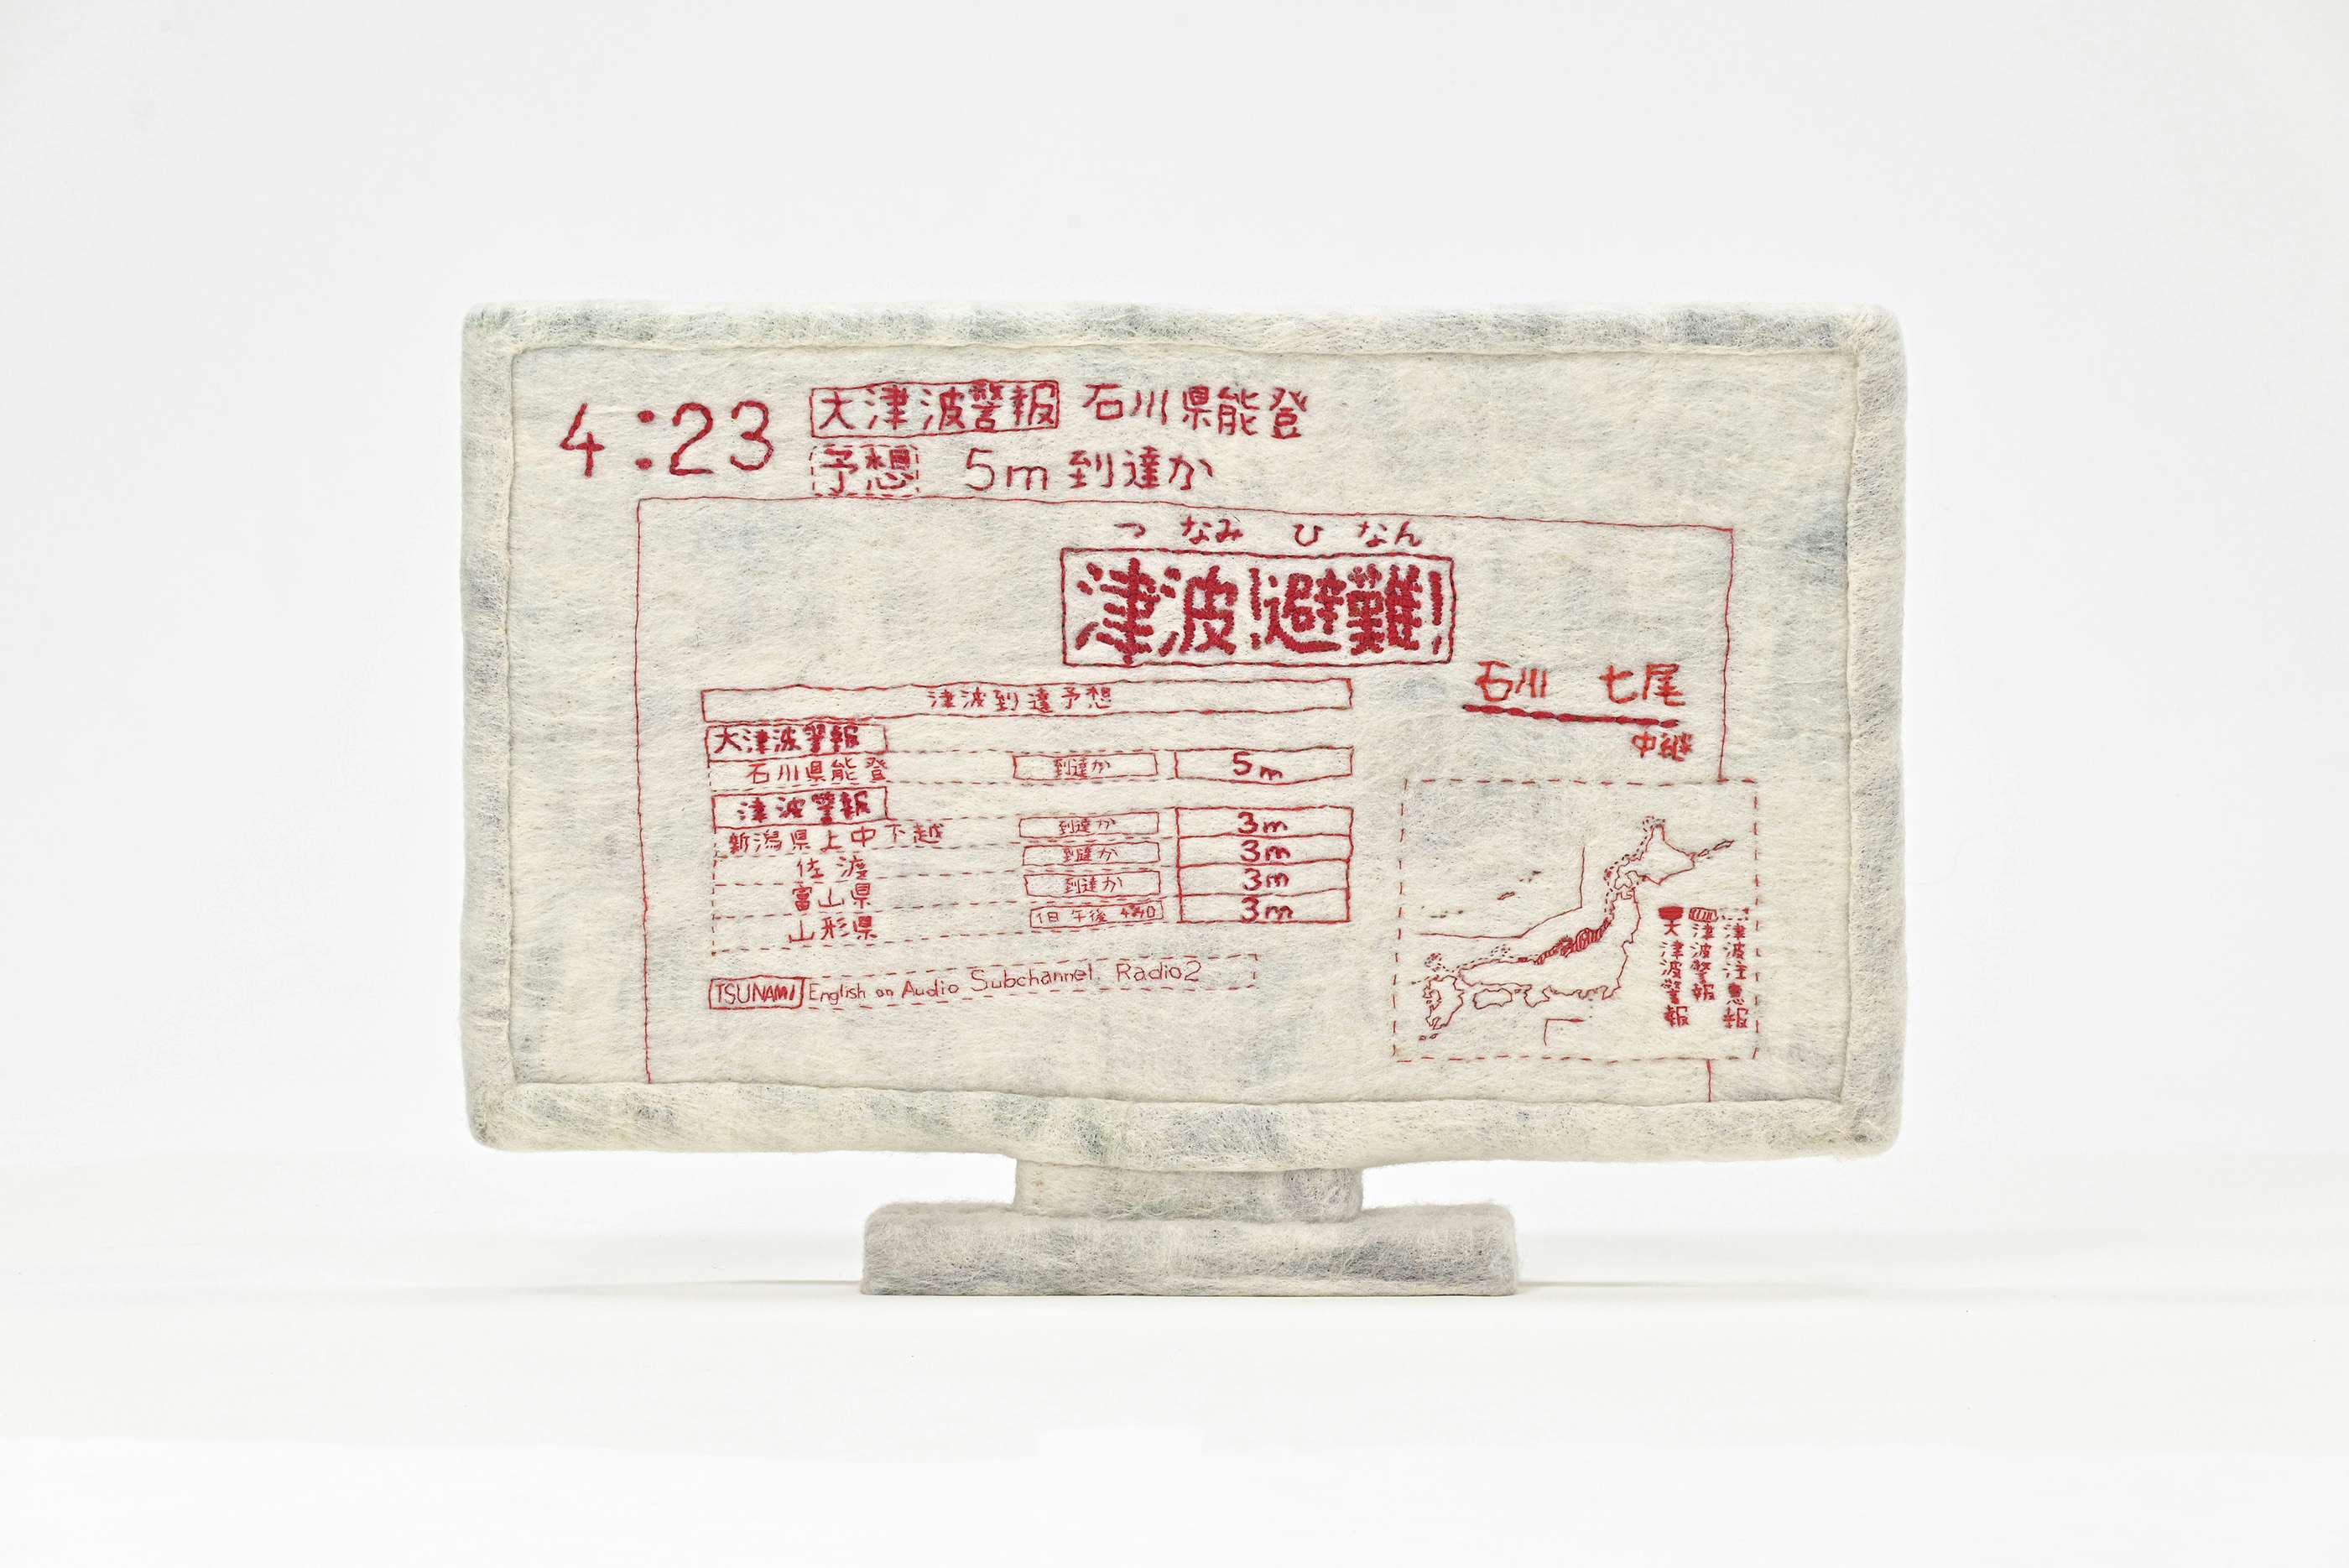 4:23
大津波警報 石川県能登
予想 5m 到達か
つ なみ ひ なん
津波!避難!
石川 七尾
中継
津波到達予想
大津波警報
石川県能登 到達か 5m
津波警報
新潟県上中下越 到達か 3m
佐渡 到達か 3m
富山県 到達か 3m
山形県 1日 午後 3m
TSUNAMI English on Audio Subchannel, Radio2
大津波警報
津波警報
津波注意報